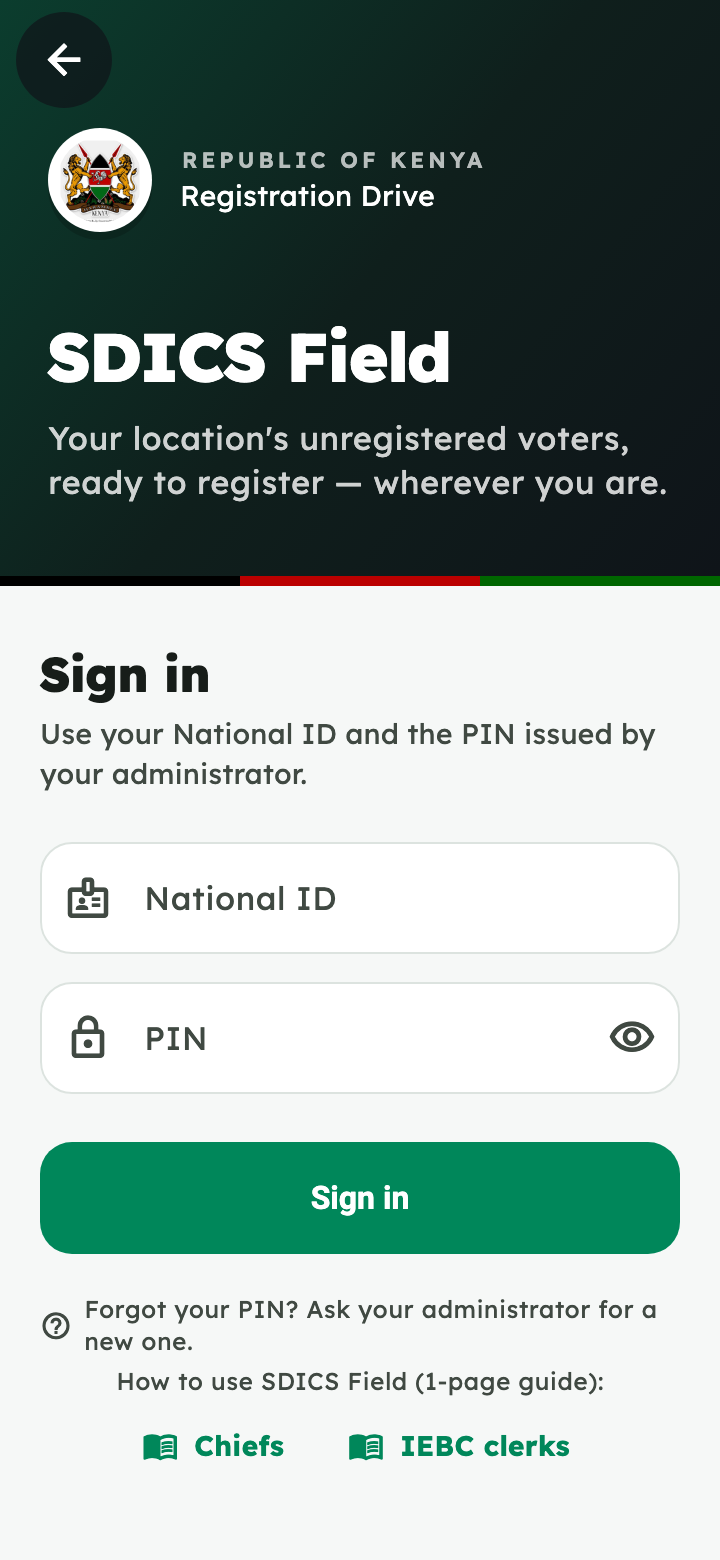 REPUBLIC OF KENYA
Registration Drive
SDICS Field
Your location's unregistered voters,
ready to register — wherever you are.
Sign in
Use your National ID and the PIN issued by
your administrator.
National ID
PIN
Sign in
Forgot your PIN? Ask your administrator for a
new one.
How to use SDICS Field (1-page guide):
Chiefs
IEBC clerks